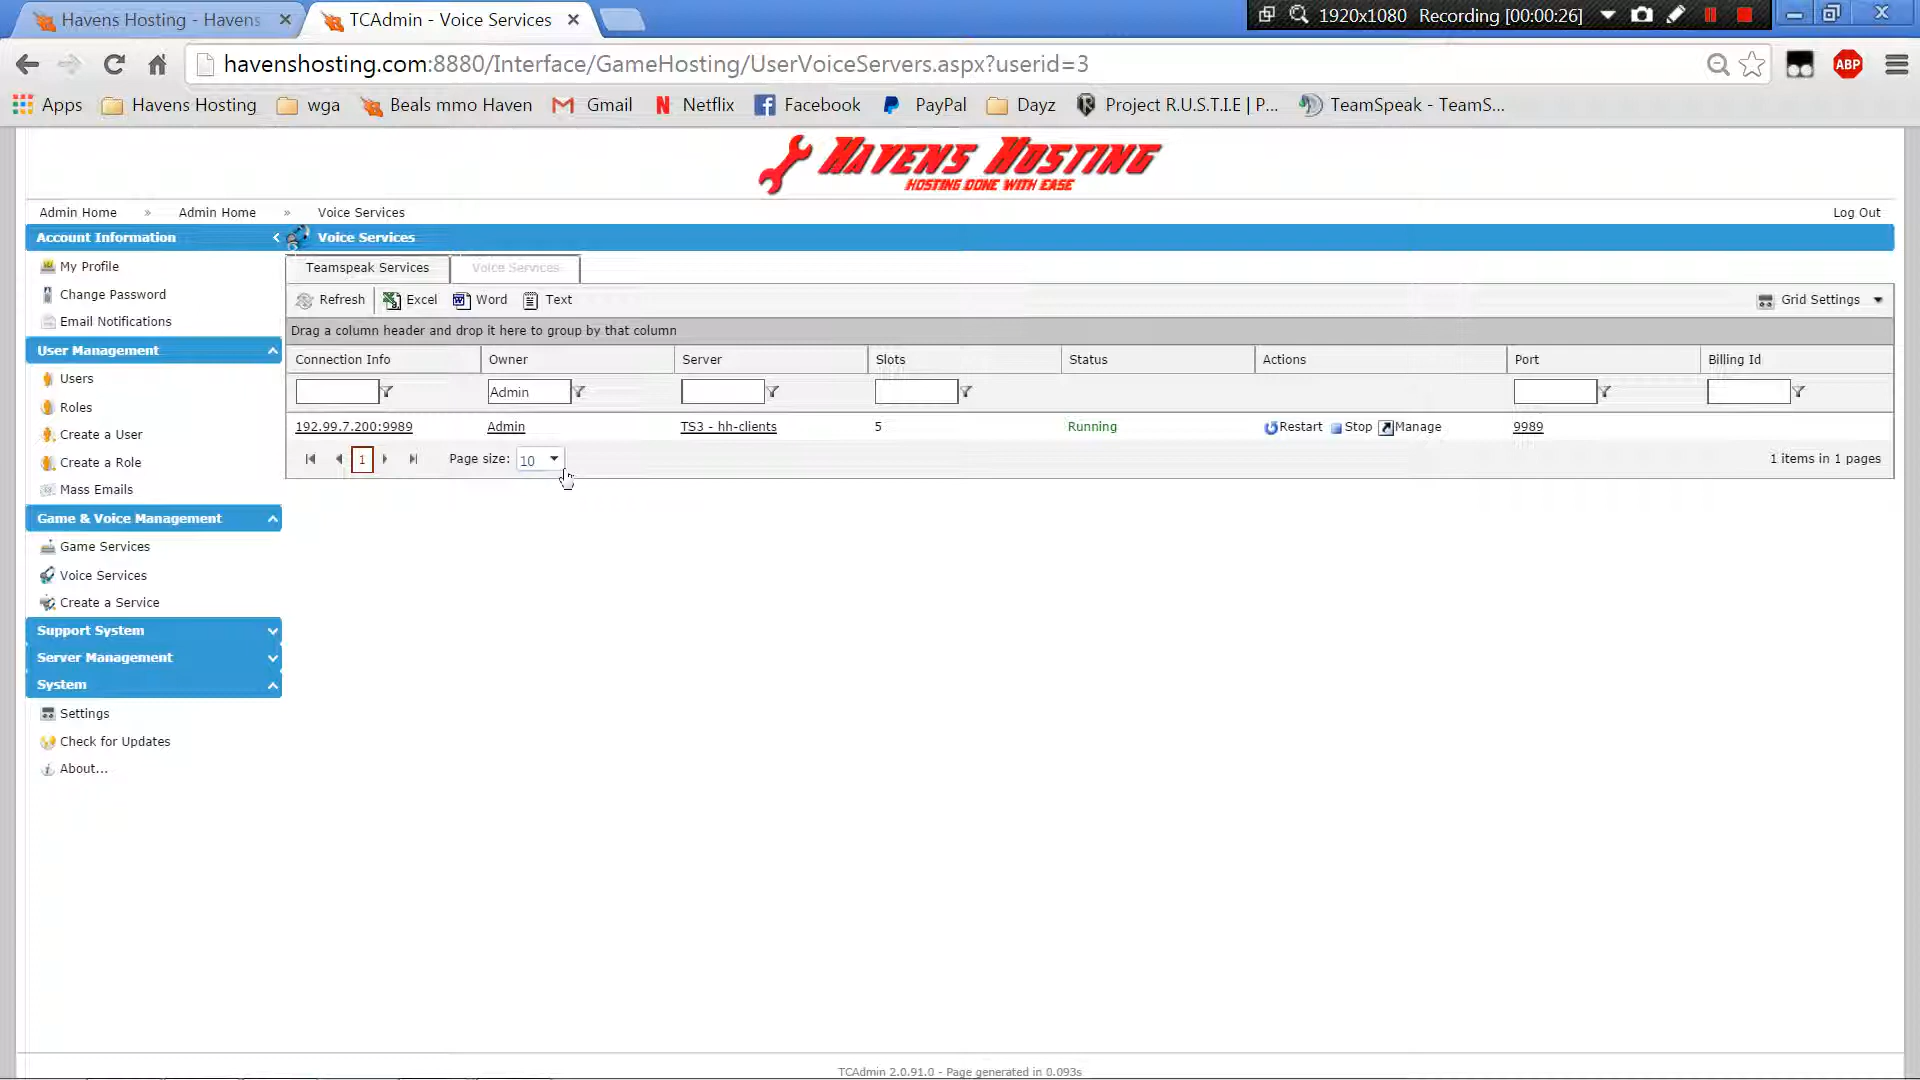 Havens Hosting - Havens
TCAdmin - Voice Services
1920x1080 Recording [00:00:26]
havenshosting.com:8880/Interface/GameHosting/UserVoiceServers.aspx?userid=3
ABP
Apps Havens Hosting wga Beals mmo Haven Gmail Netflix Facebook PayPal Dayz Project R.U.S.T.I.E | P... TeamSpeak - TeamS...
HAVENS HOSTING
HOSTING DONE WITH EASE
Admin Home » Admin Home » Voice Services Log Out
Account Information
Voice Services
My Profile
Change Password
Email Notifications
User Management
Users
Roles
Create a User
Create a Role
Mass Emails
Game & Voice Management
Game Services
Voice Services
Create a Service
Support System
Server Management
System
Settings
Check for Updates
About...
Teamspeak Services Voice Services
Refresh Excel Word Text Grid Settings
Drag a column header and drop it here to group by that column
Connection Info Owner Server Slots Status Actions Port Billing Id
Admin
192.99.7.200:9989 Admin TS3 - hh-clients 5 Running Restart Stop Manage 9989
1 Page size: 10 1 items in 1 pages
TCAdmin 2.0.91.0 - Page generated in 0.093s